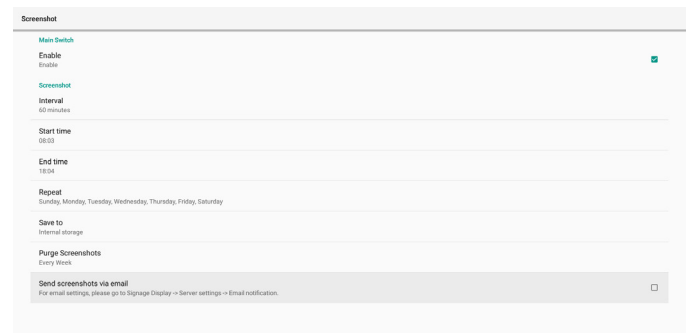 Screenshot
Main Switch
Enable
Enable
Screenshot
Interval
60 minutes
Start time
08:03
End time
18:04
Repeat
Sunday, Monday, Tuesday, Wednesday, Thursday, Friday, Saturday
Save to
Internal storage
Purge Screenshots
Every Week
Send screenshots via email
For email settings, please go to Signage Display -> Server settings -> Email notification.